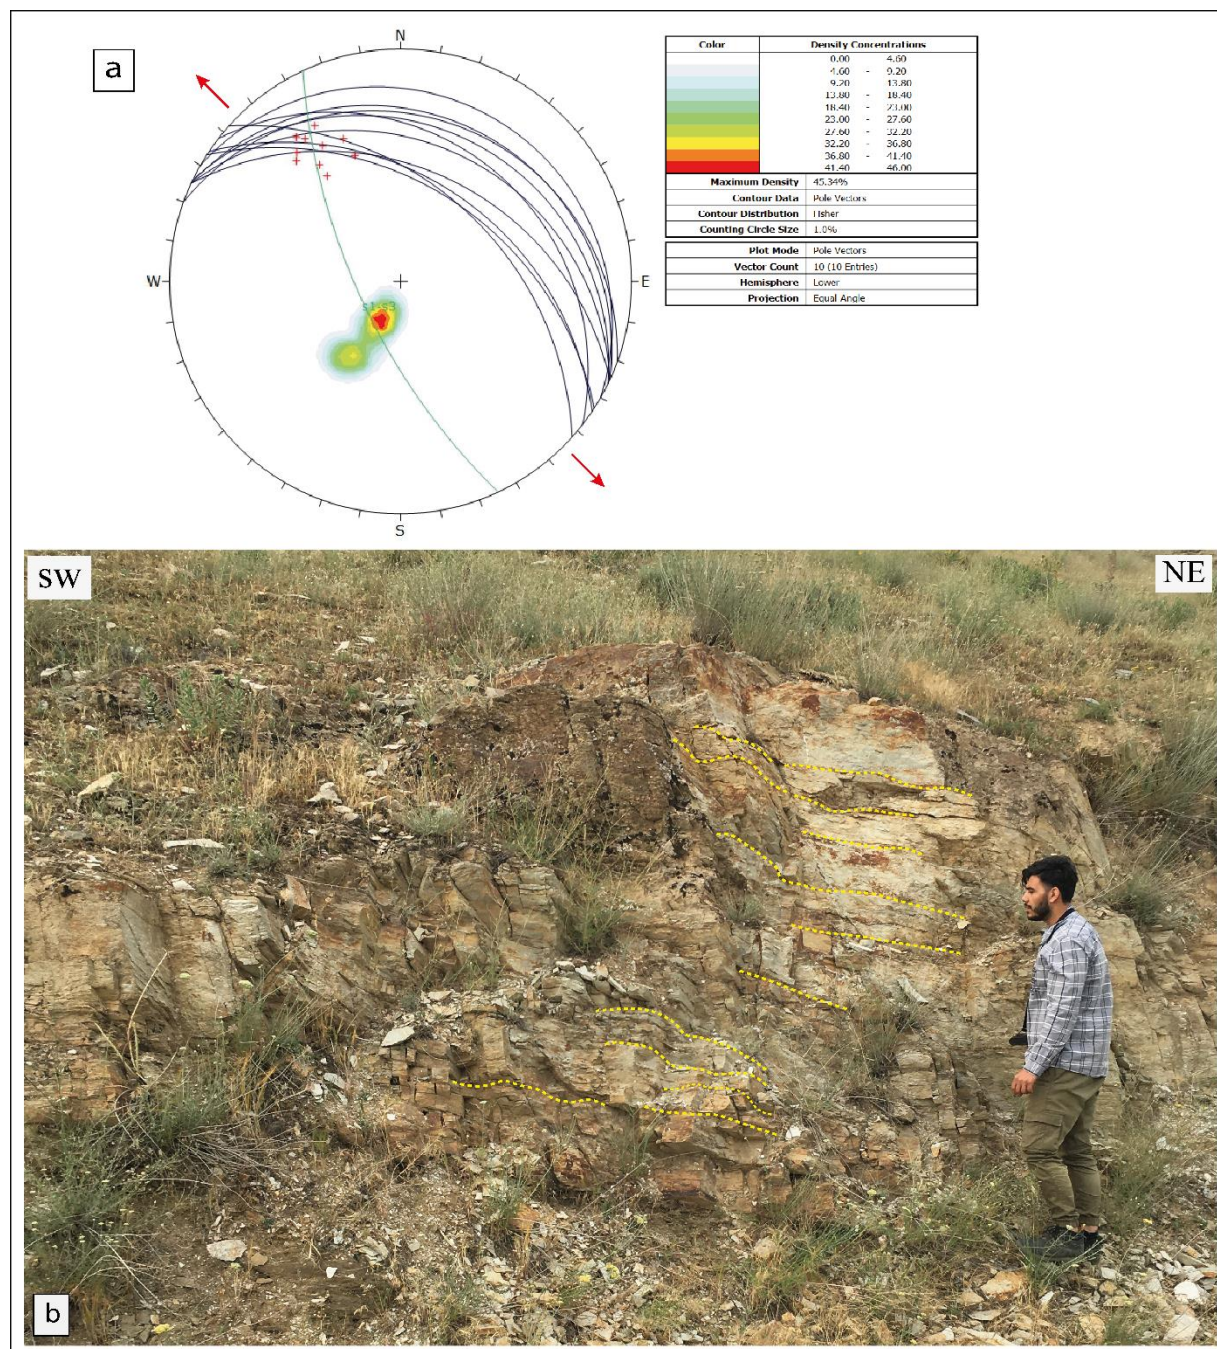 a
N
W
E
s1-s3
S
Color Density Concentrations
0.00 - 4.60
4.60 - 9.20
9.20 - 13.80
13.80 - 18.40
18.40 - 23.00
23.00 - 27.60
27.60 - 32.20
32.20 - 36.80
36.80 - 41.40
41.40 - 46.00
Maximum Density 45.34%
Contour Data Pole Vectors
Contour Distribution Fisher
Counting Circle Size 1.0%
Plot Mode Pole Vectors
Vector Count 10 (10 Entries)
Hemisphere Lower
Projection Equal Angle
SW
NE
b